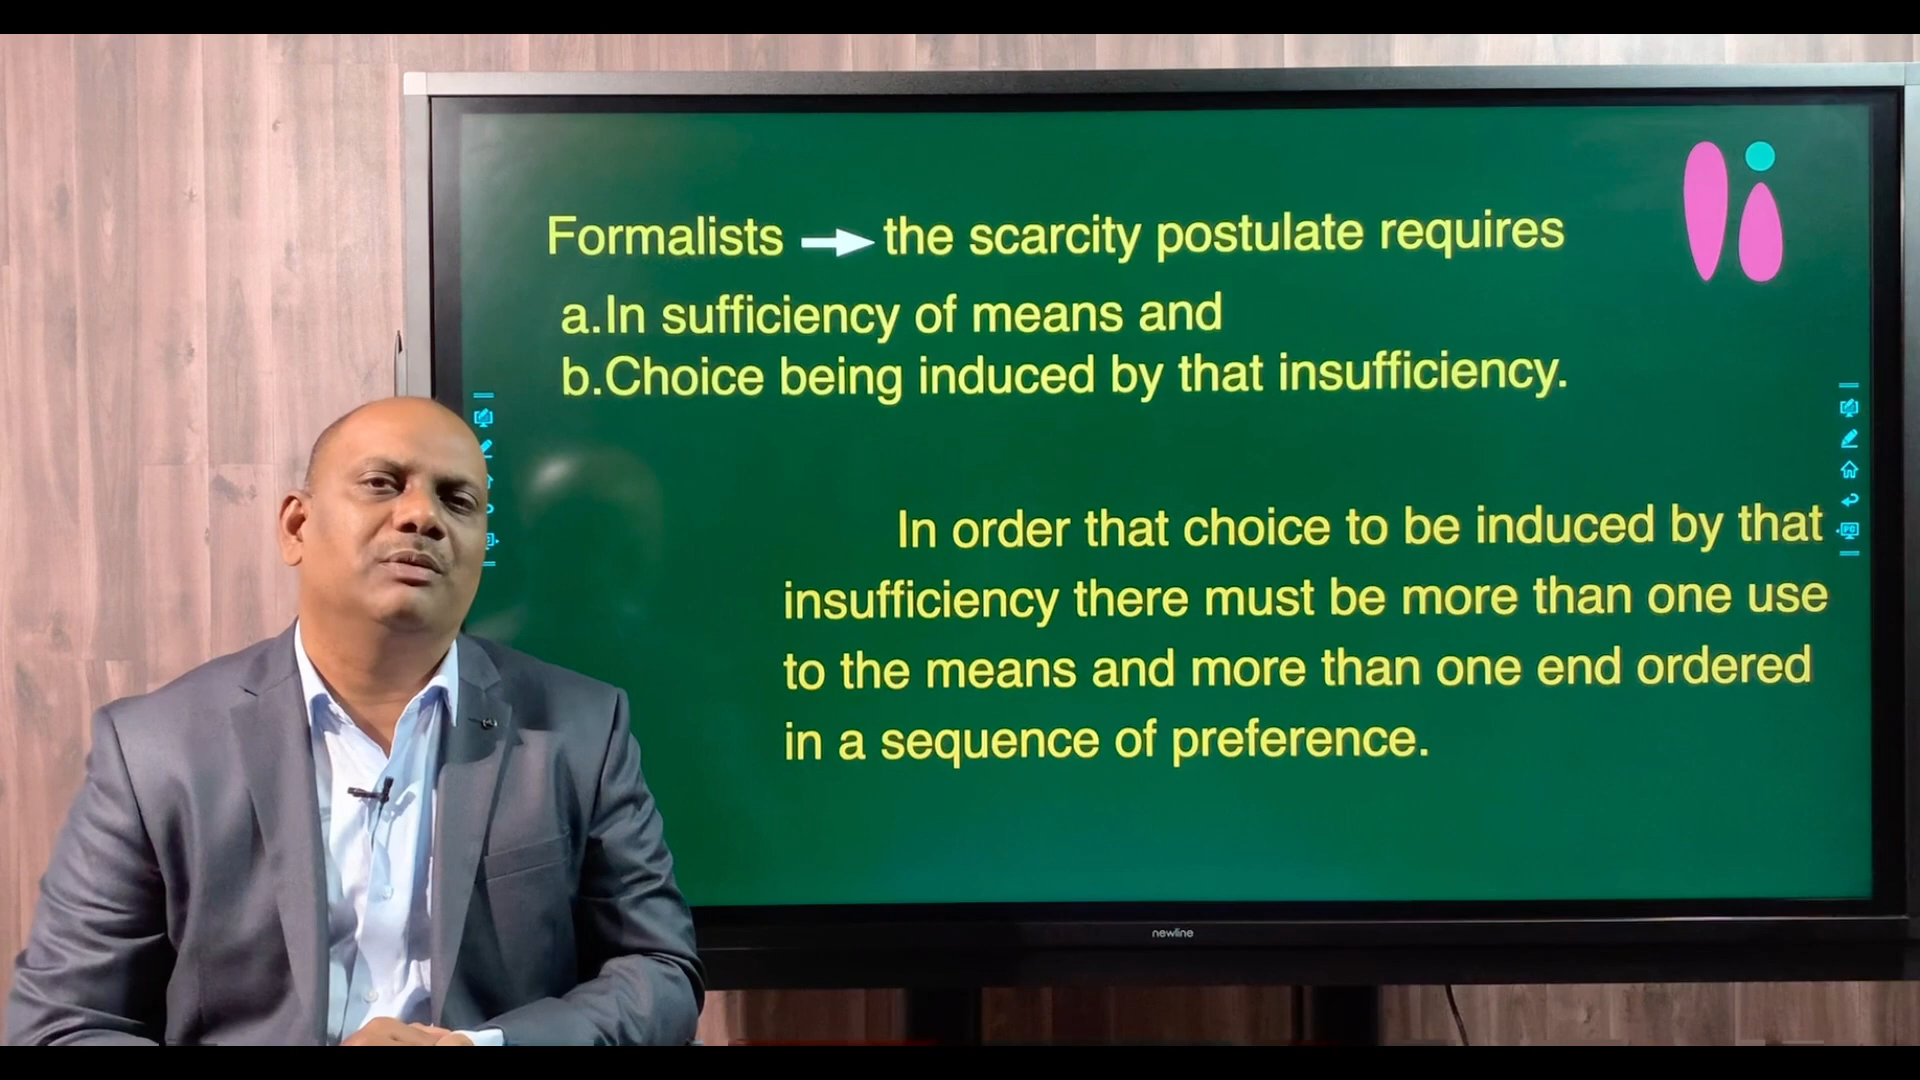 Formalists → the scarcity postulate requires
a.In sufficiency of means and
b.Choice being induced by that insufficiency.
In order that choice to be induced by that
insufficiency there must be more than one use
to the means and more than one end ordered
in a sequence of preference.
newline